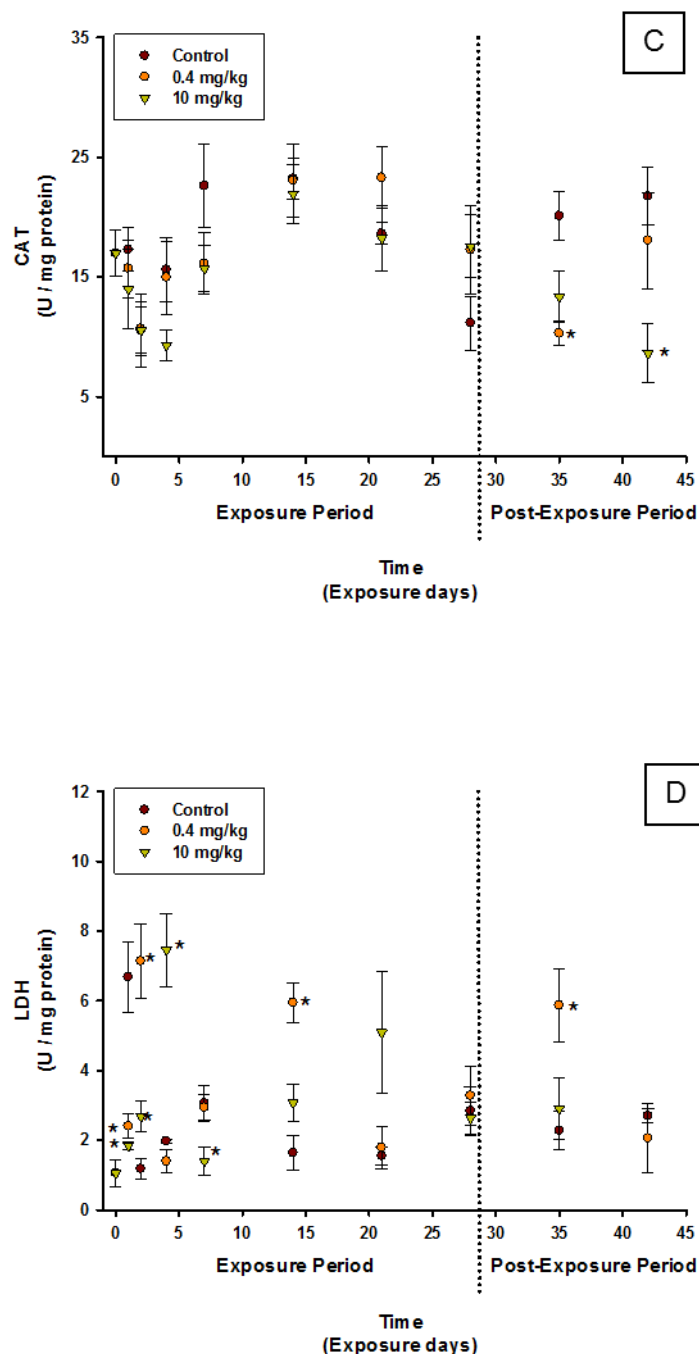 C
35
Control
0.4 mg/kg
10 mg/kg
25
CAT
(U / mg protein)
15
*
*
5
0 5 10 15 20 25 30 35 40 45
Exposure Period Post-Exposure Period
Time
(Exposure days)
D
12
Control
0.4 mg/kg
10 mg/kg
10
8
* *
6
* *
LDH
(U / mg protein)
4
*
*
*
2
*
0
0 5 10 15 20 25 30 35 40 45
Exposure Period Post-Exposure Period
Time
(Exposure days)